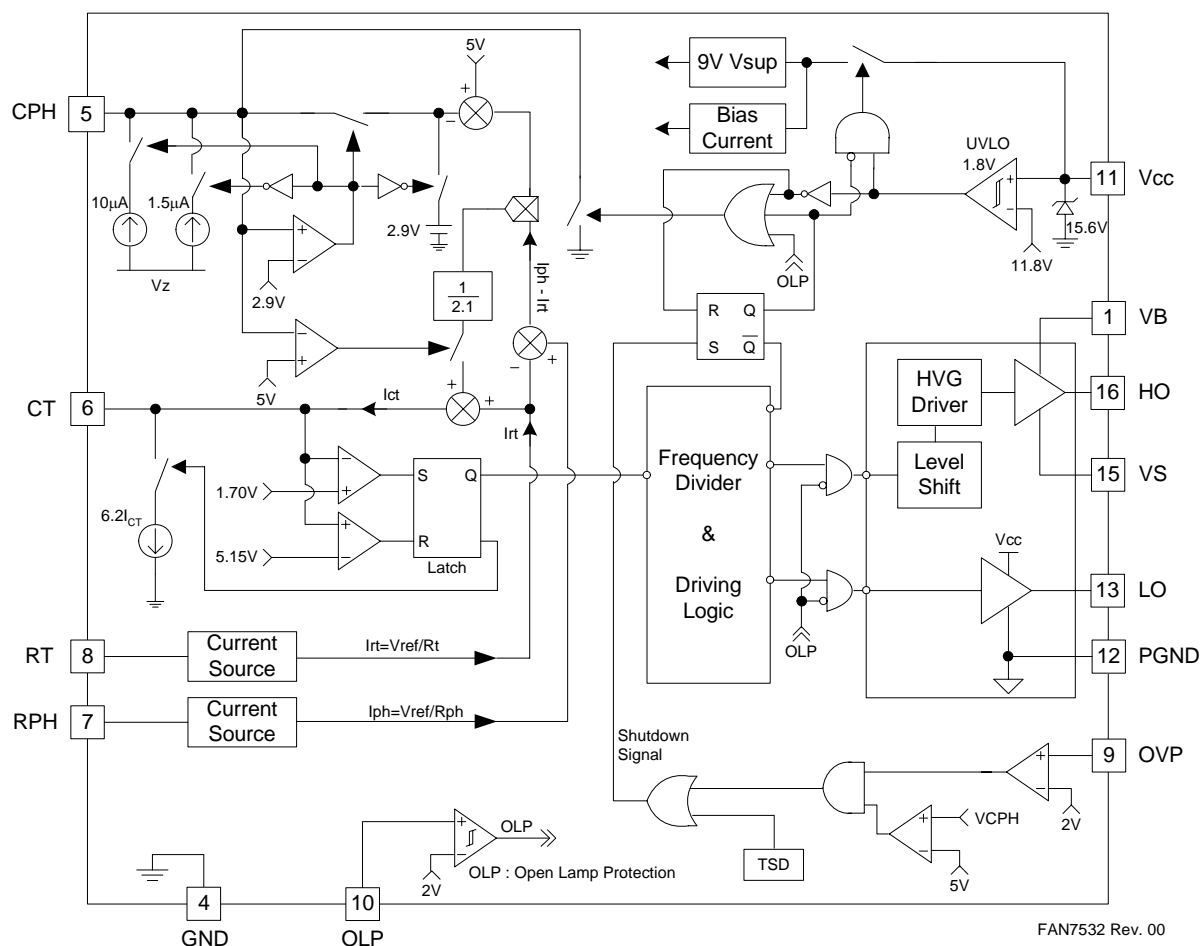 5V
9V Vsup
CPH
5
Bias
Current
UVLO
1.8V
11
Vcc
10µA
1.5µA
2.9V
15.6V
11.8V
Vz
2.9V
OLP
Iph - Irt
1
2.1
R Q
S Q
1
VB
5V
HVG
Driver
16
HO
CT
6
Ict
Irt
Frequency
Divider
&
Driving
Logic
Level
Shift
15
VS
1.70V
S Q
6.2ICT
5.15V
R
Latch
Vcc
13
LO
OLP
RT
8
Current
Source
Irt=Vref/Rt
12
PGND
RPH
7
Current
Source
Iph=Vref/Rph
Shutdown
Signal
9
OVP
2V
VCPH
OLP
TSD
5V
2V
OLP : Open Lamp Protection
4
10
GND
OLP
FAN7532 Rev. 00